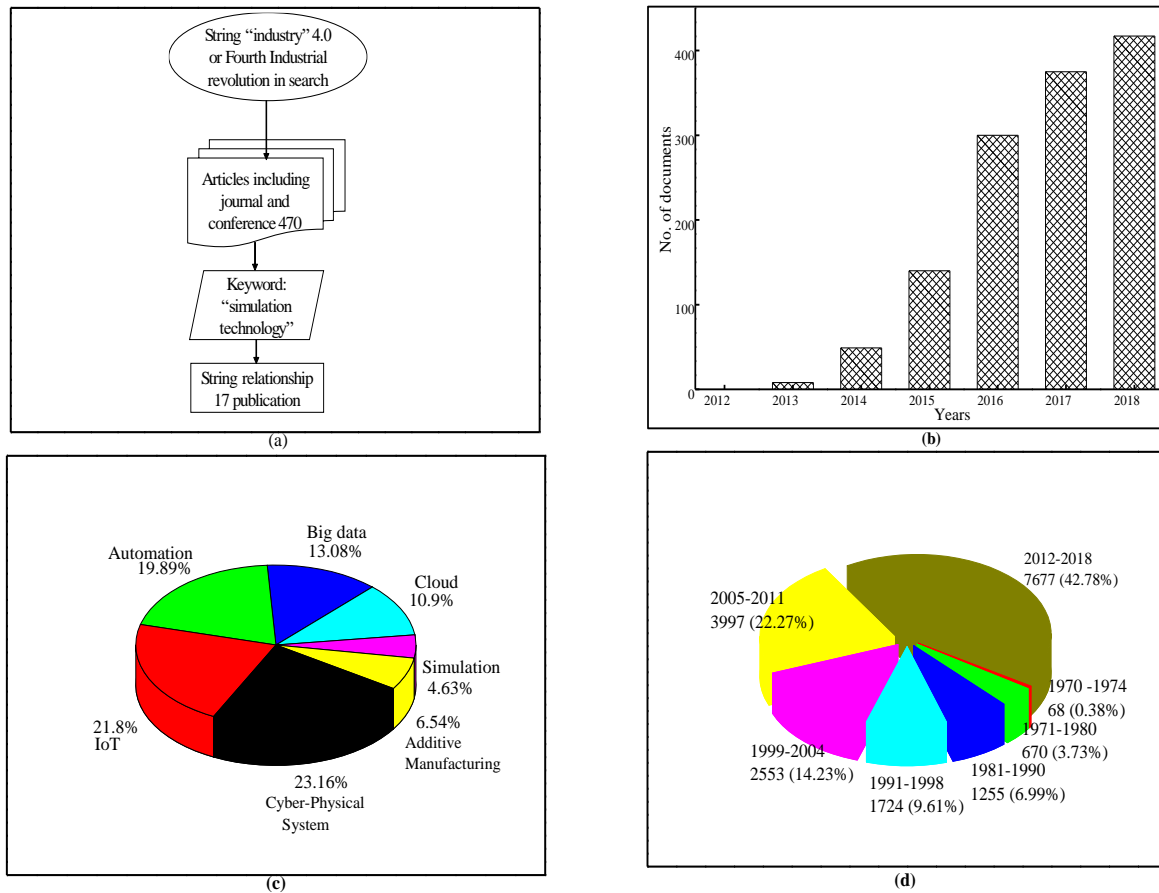 String “industry” 4.0
or Fourth Industrial
revolution in search
Articles including
journal and
conference 470
Keyword:
“simulation
technology”
String relationship
17 publication
(a)
No. of documents
400
300
200
100
0
2012 2013 2014 2015 2016 2017 2018
Years
(b)
Big data
13.08%
Automation
19.89%
Cloud
10.9%
Simulation
4.63%
6.54%
Additive
Manufacturing
21.8%
IoT
23.16%
Cyber-Physical
System
(c)
2012-2018
7677 (42.78%)
2005-2011
3997 (22.27%)
1970 -1974
68 (0.38%)
1971-1980
670 (3.73%)
1999-2004
2553 (14.23%)
1981-1990
1255 (6.99%)
1991-1998
1724 (9.61%)
(d)